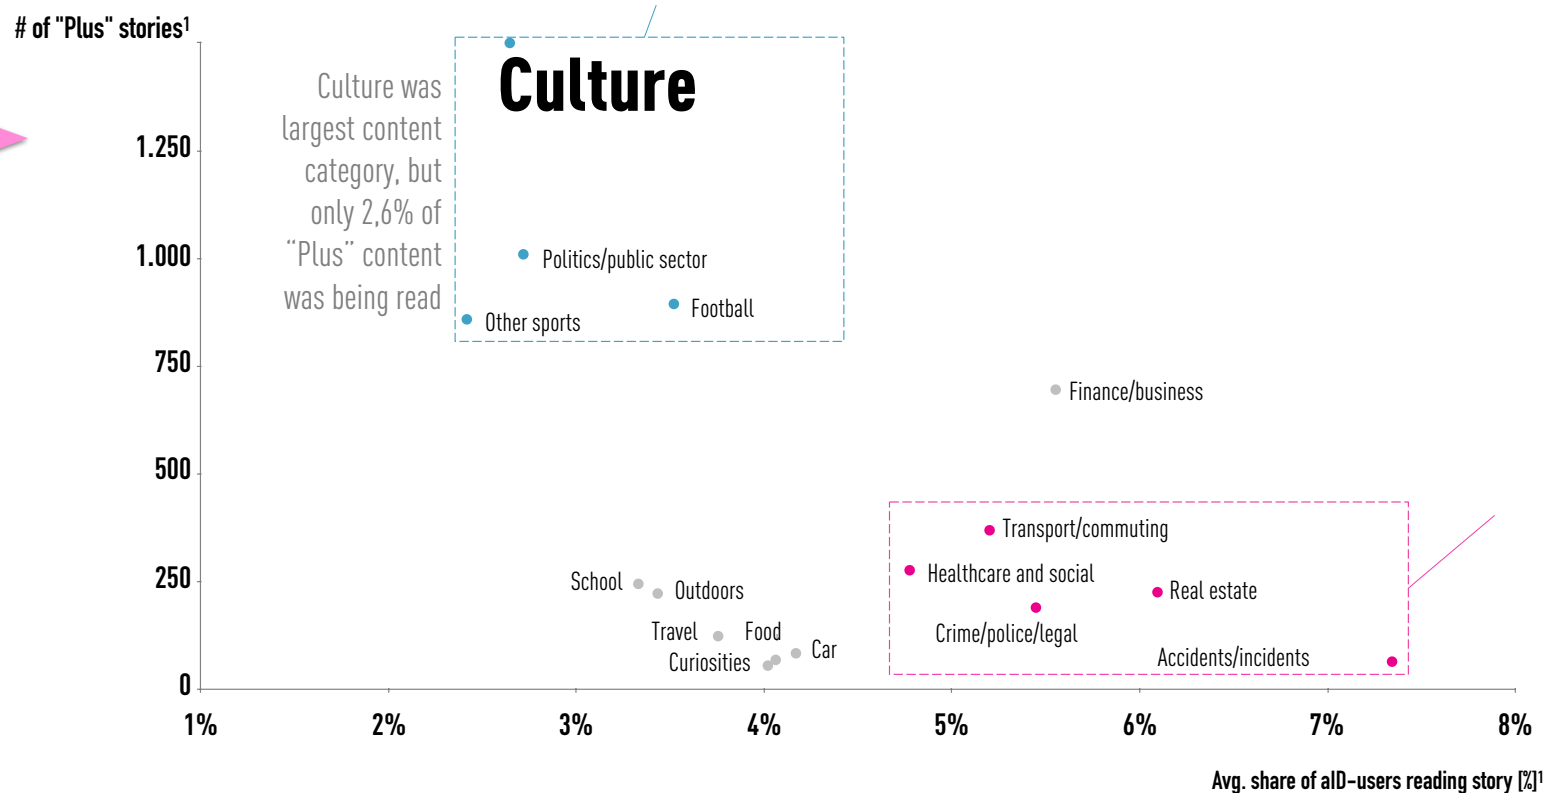 # of "Plus" stories1
Culture was
largest content
category, but
only 2,6% of
“Plus” content
was being read
Culture
1.250
1.000
750
500
250
0
Politics/public sector
Football
Other sports
Finance/business
Transport/commuting
Healthcare and social
Real estate
Crime/police/legal
Accidents/incidents
School
Outdoors
Travel
Food
Car
Curiosities
1%
2%
3%
4%
5%
6%
7%
8%
Avg. share of aID-users reading story [%]1